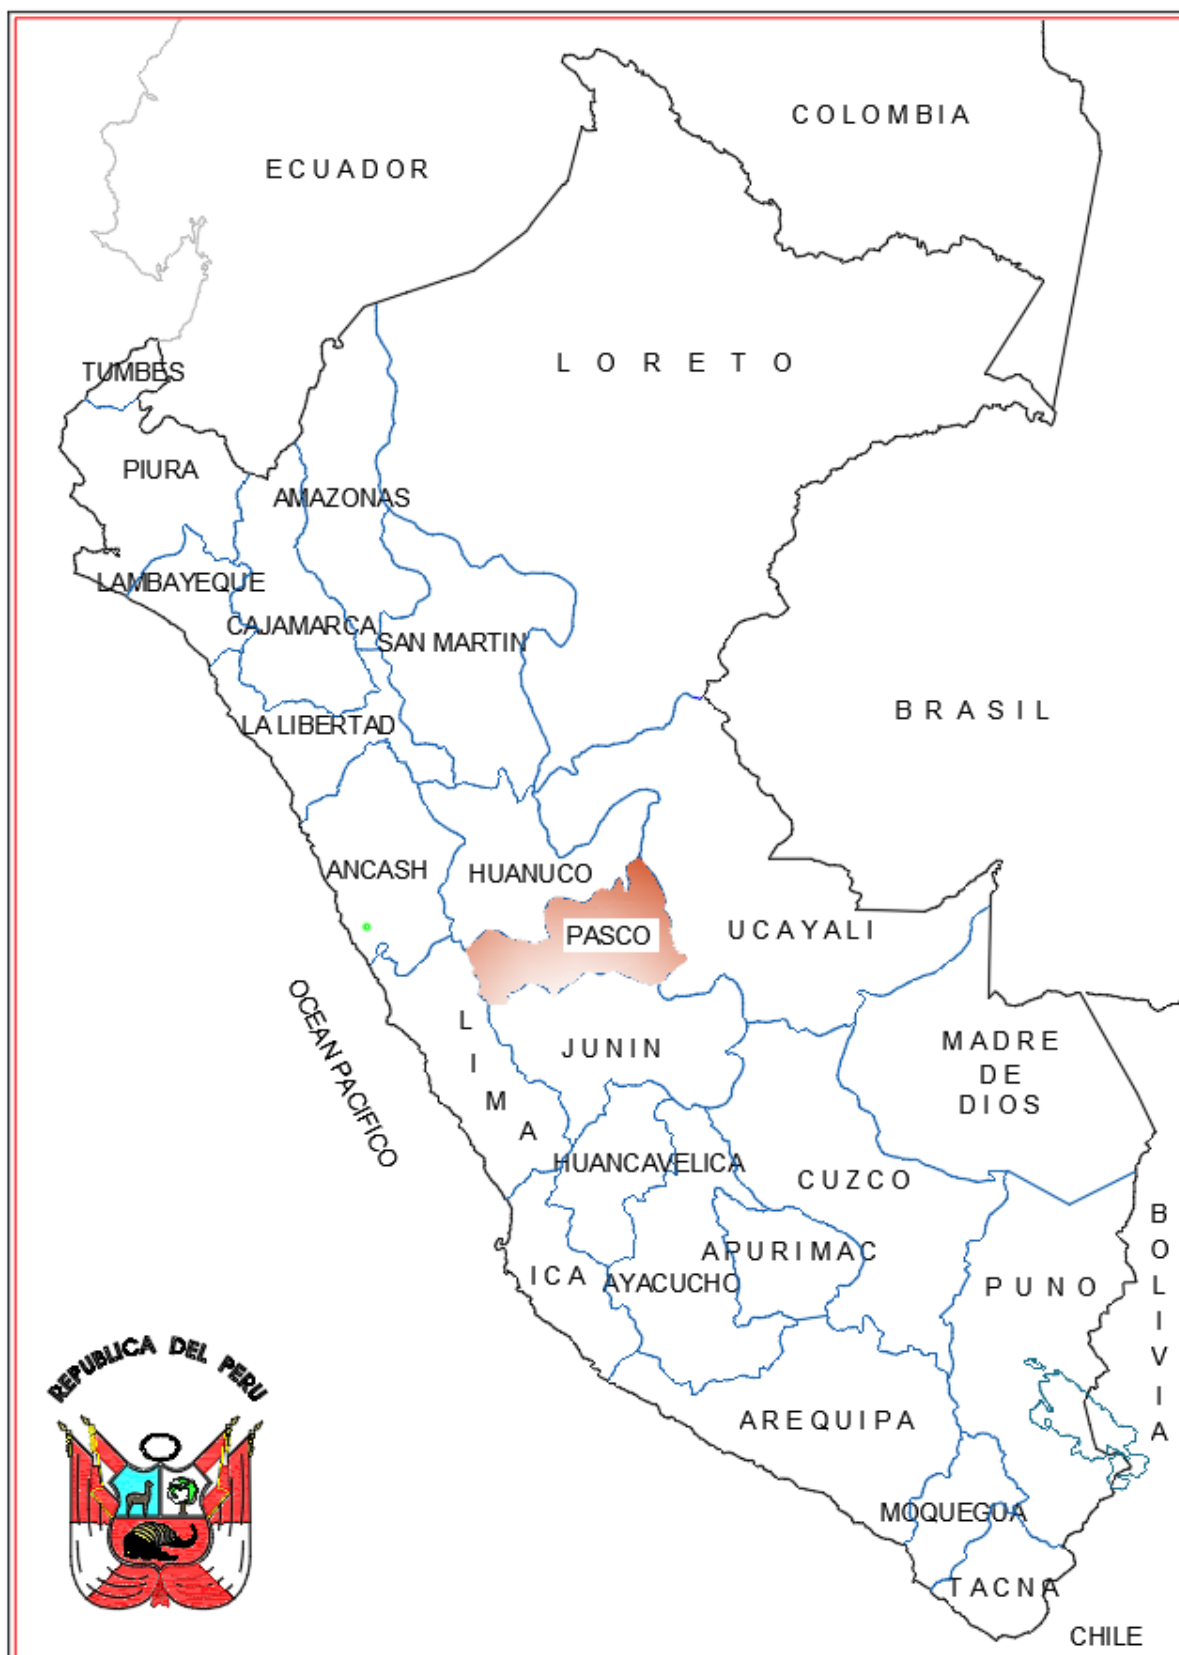 COLOMBIA
ECUADOR
LORETO
TUMBES
PIURA
AMAZONAS
LAMBAYEQUE
CAJAMARCA
SAN MARTIN
BRASIL
LA LIBERTAD
ANCASH
HUANUCO
PASCO
UCAYALI
OCEAN PACIFICO
LIMA
JUNIN
MADRE
DE
DIOS
HUANCAVELICA
CUZCO
BOLIVIA
APURIMAC
ICA
AYACUCHO
PUNO
REPUBLICA DEL PERU
AREQUIPA
MOQUEGUA
TACNA
CHILE